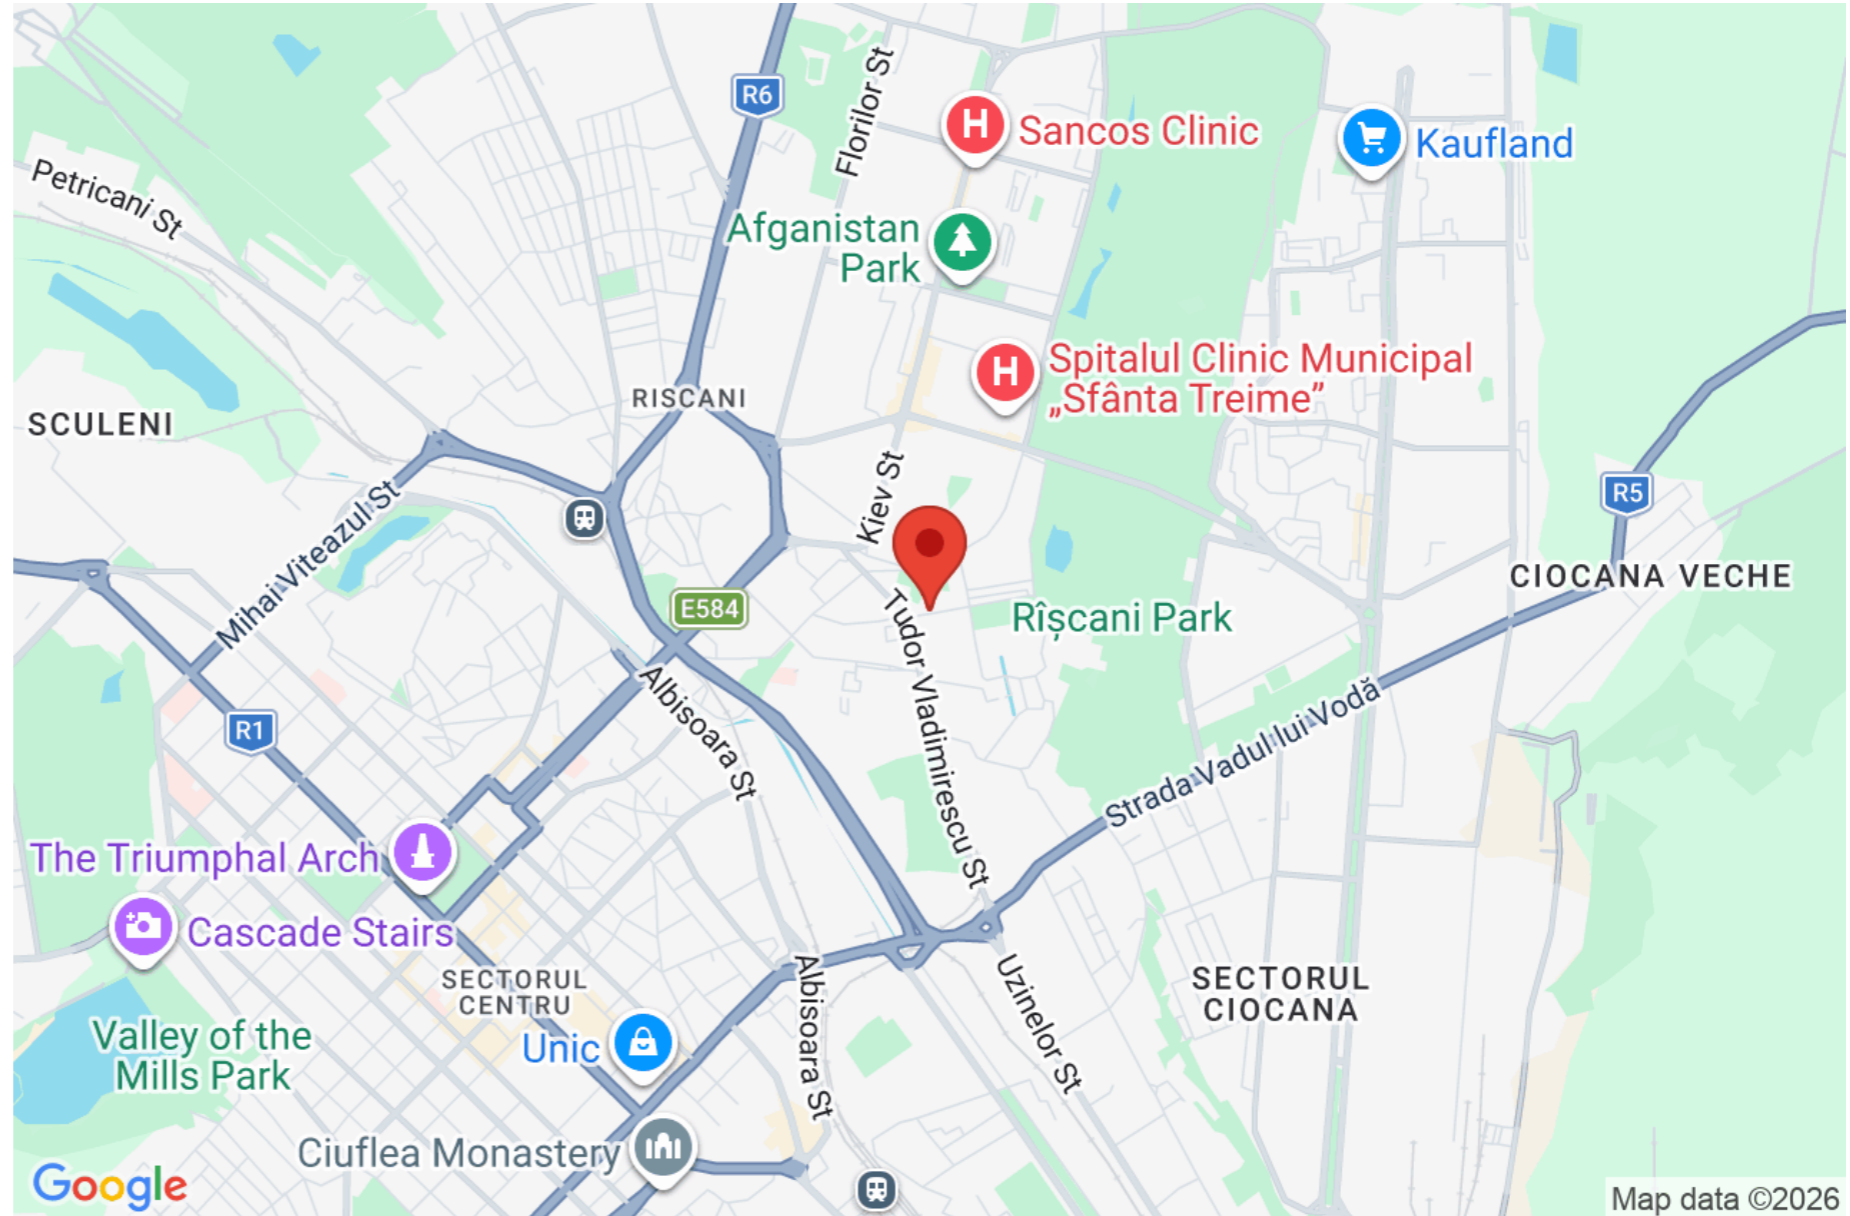 R6
Florilor St
H
Sancos Clinic
Kaufland
Petricani St
Afganistan
Park
H
Spitalul Clinic Municipal
„Sfânta Treime”
RISCANI
SCULENI
Kiev St
Mihai Viteazul St
R5
CIOCANA VECHE
E584
Tudor Vladimirescu St
Rîșcani Park
Albisoara St
R1
Strada Vadul lui Vodă
The Triumphal Arch
Cascade Stairs
SECTORUL
CENTRU
Albisoara St
Uzinelor St
SECTORUL
CIOCANA
Valley of the
Mills Park
Unic
Ciuflea Monastery
Google
Map data ©2026